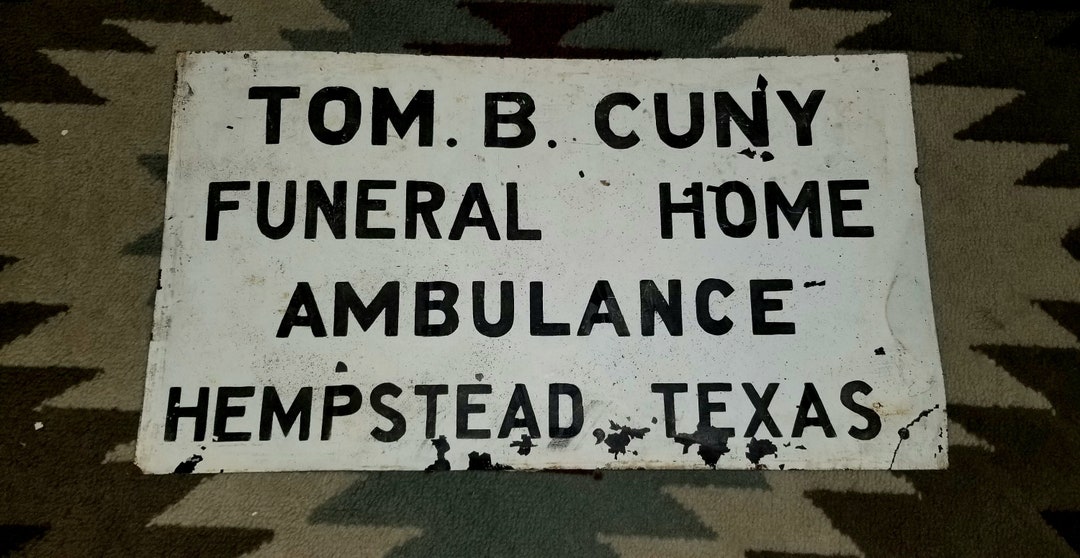 TOM. B. CUNY
FUNERAL HOME
AMBULANCE
HEMPSTEAD. TEXAS